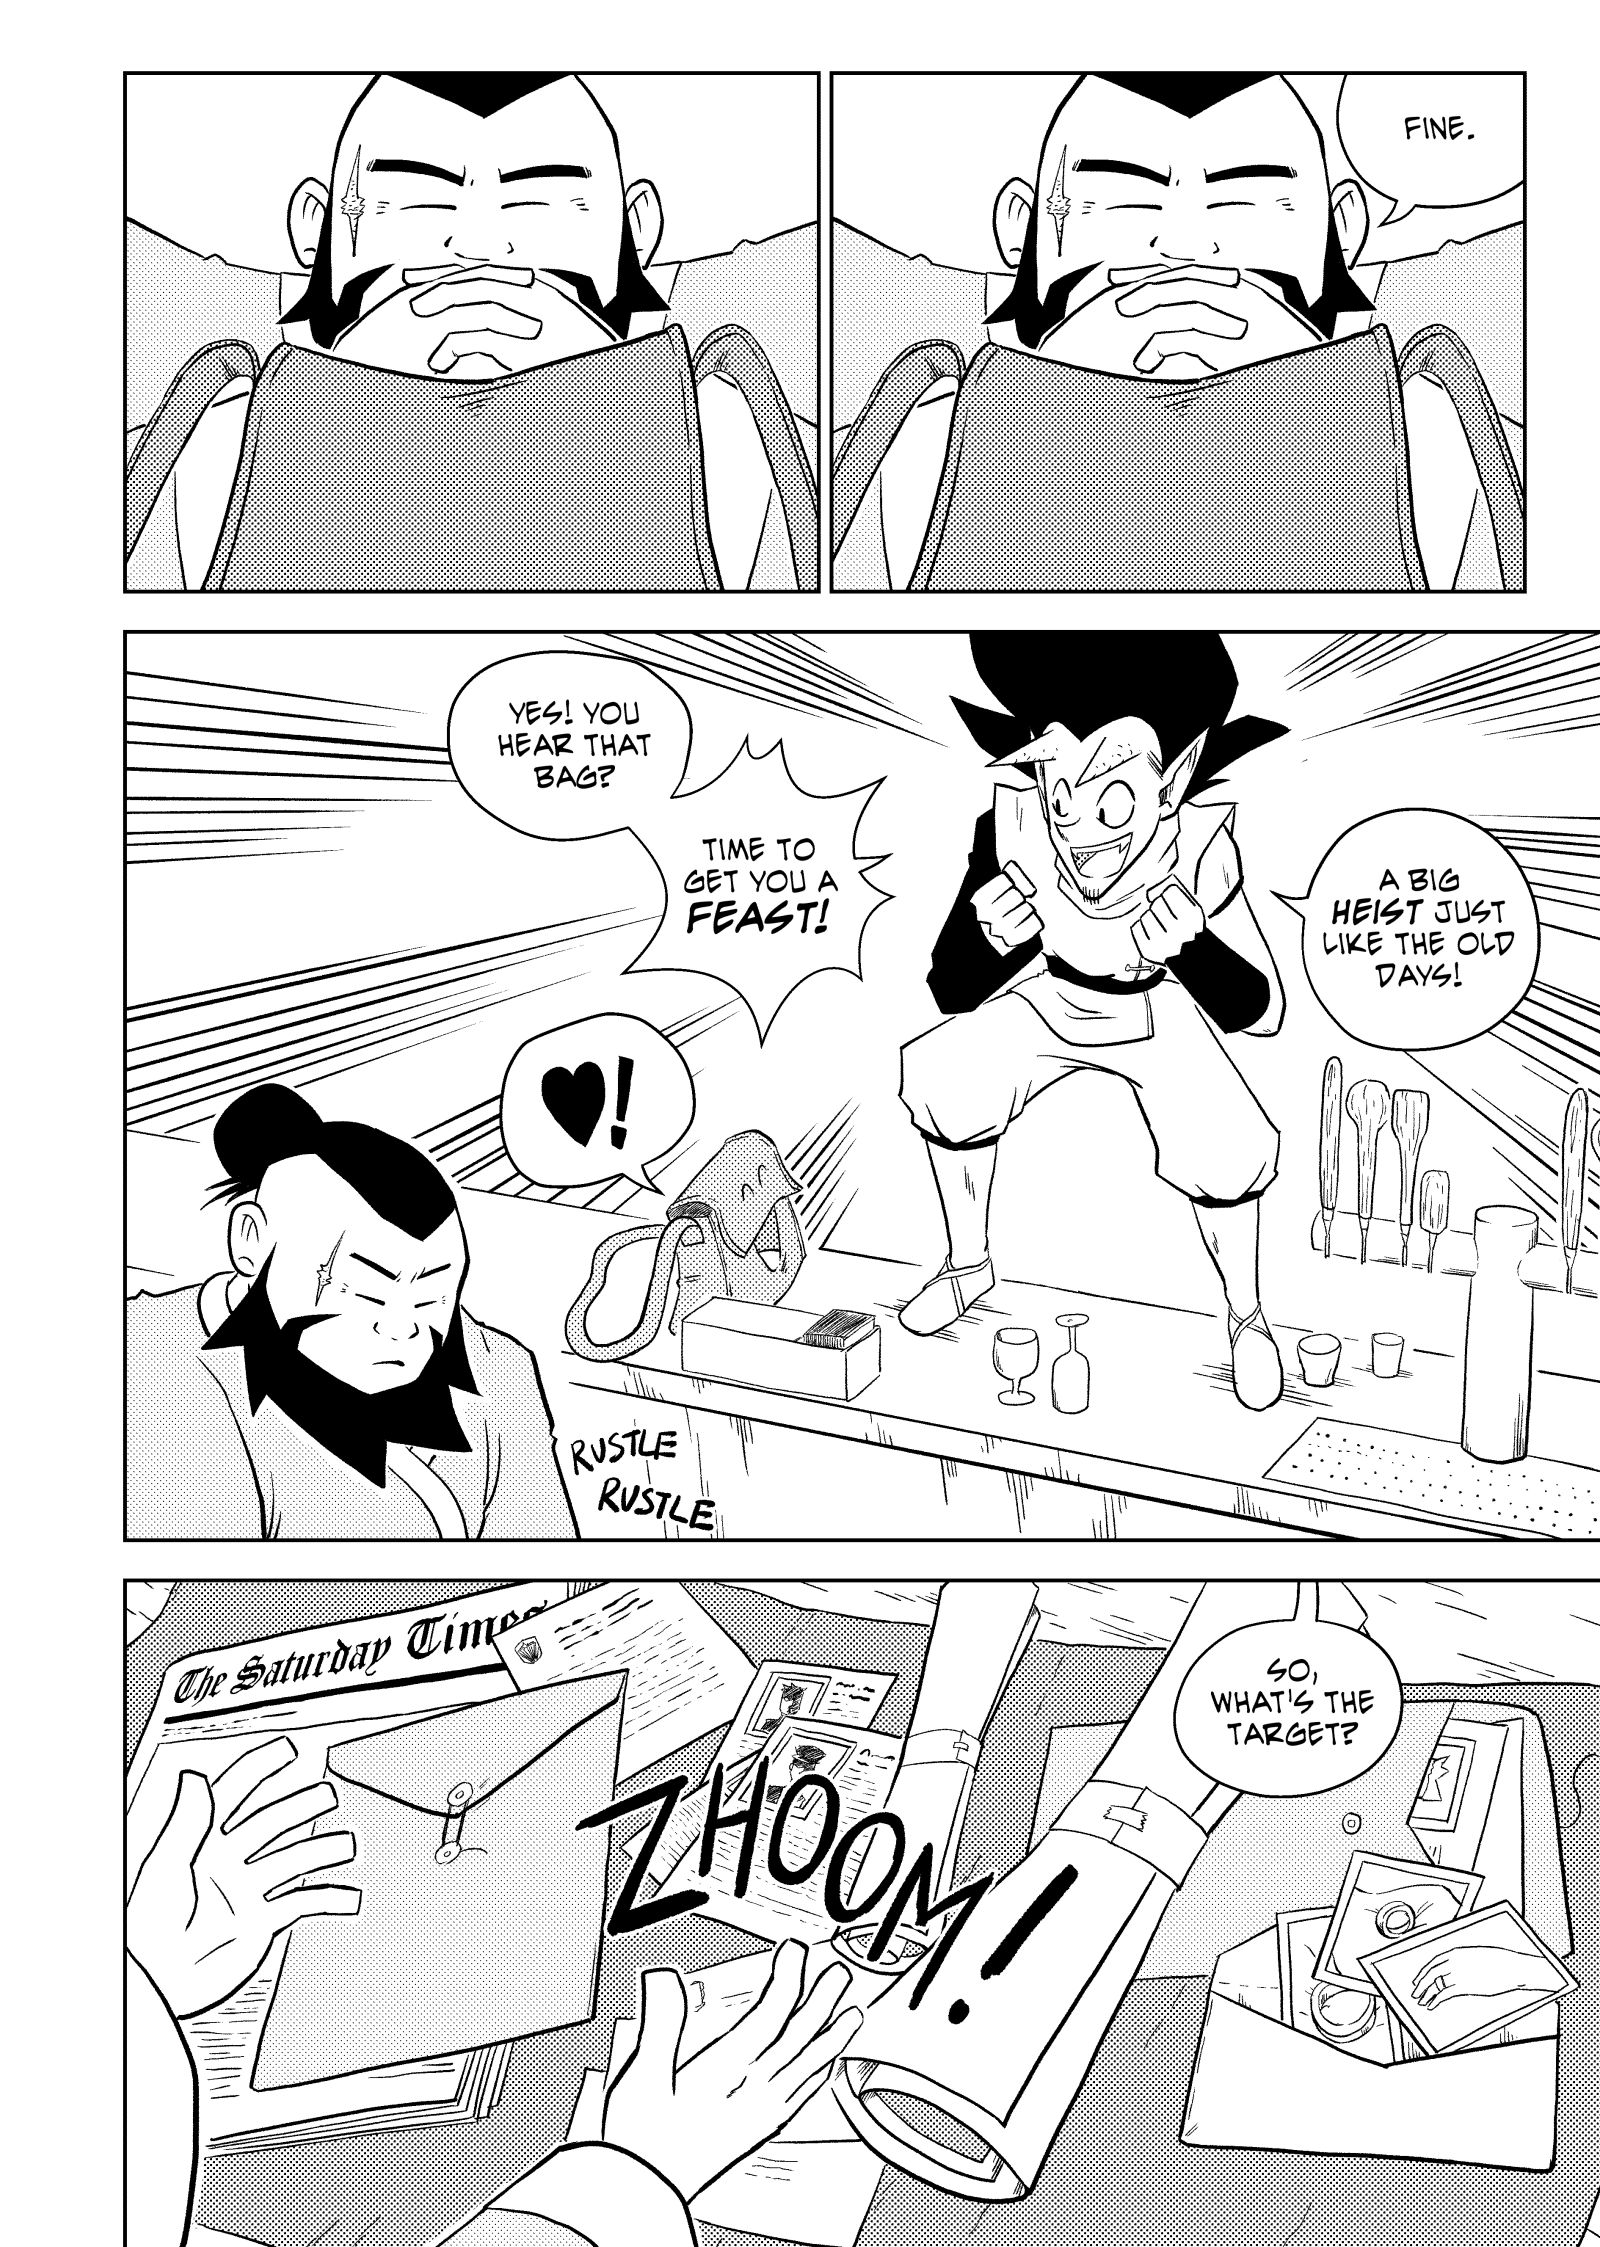 FINE.
YES! YOU
HEAR THAT
BAG?
TIME TO
GET YOU A
FEAST!
A BIG
HEIST JUST
LIKE THE OLD
DAYS!
♥!
RUSTLE
RUSTLE
The Saturday Times
SO,
WHAT'S THE
TARGET?
ZHOOM!